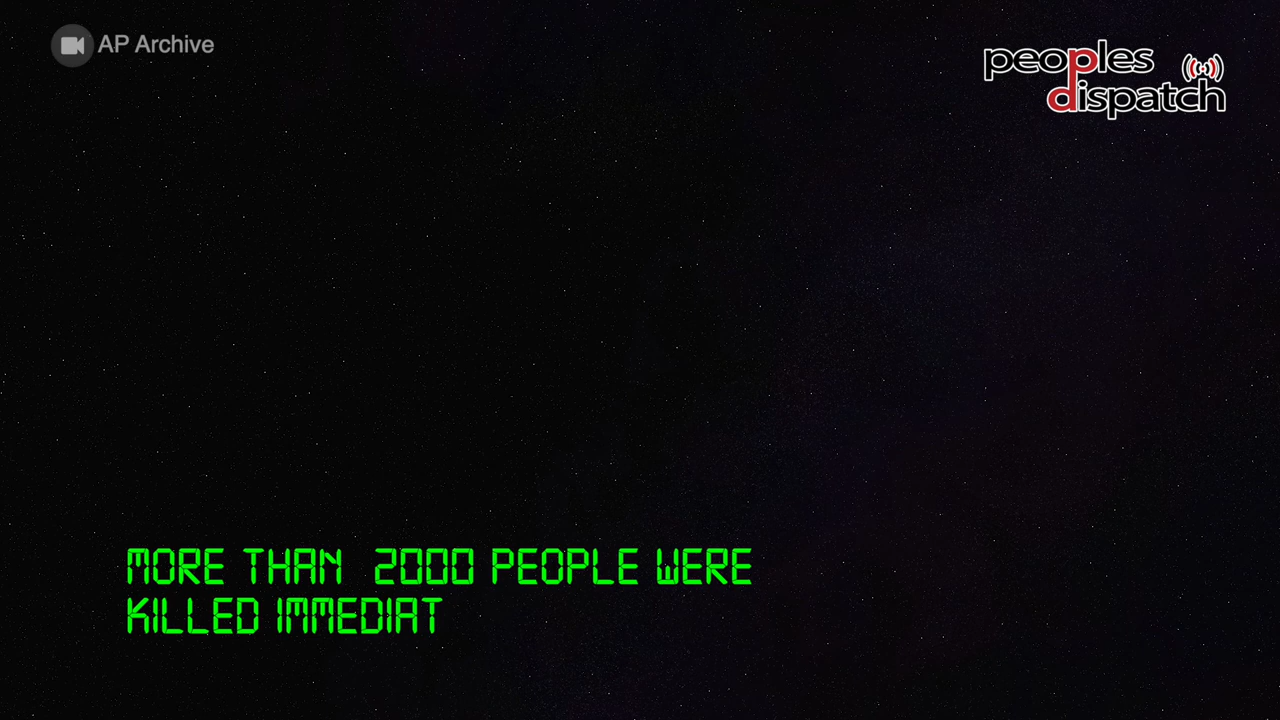 AP Archive
peoples
dispatch
MORE THAN 2000 PEOPLE WERE
KILLED IMMEDIAT